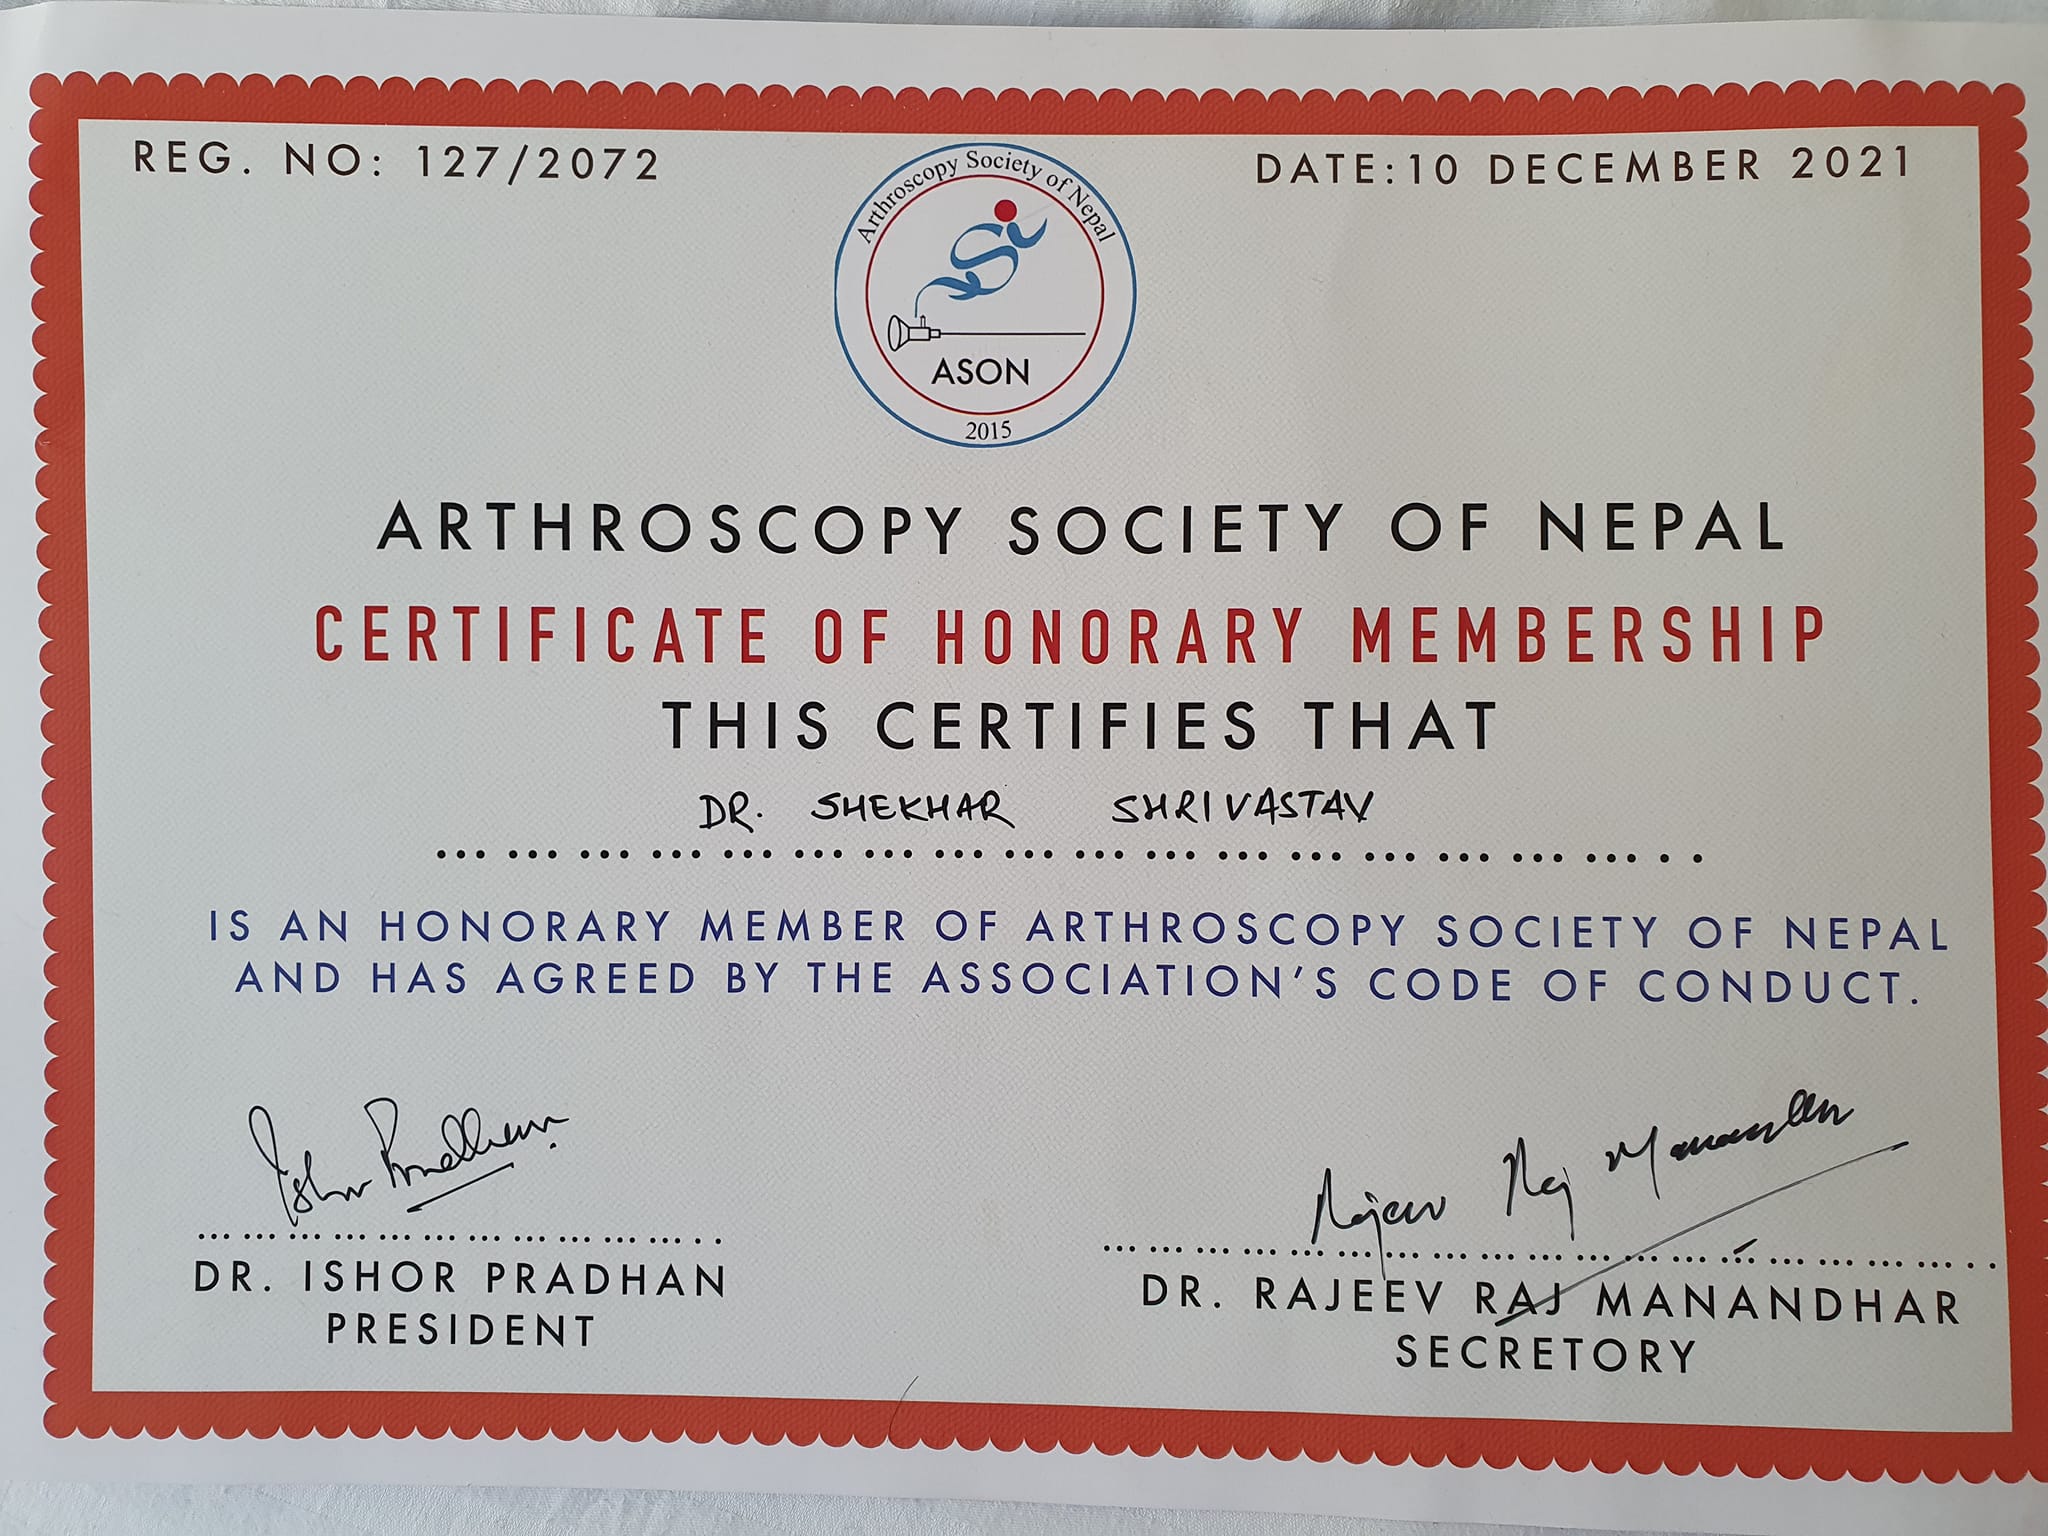 REG. NO: 127/2072
DATE:10 DECEMBER 2021
Arthroscopy Society of Nepal
ASON
2015
ARTHROSCOPY SOCIETY OF NEPAL
CERTIFICATE OF HONORARY MEMBERSHIP
THIS CERTIFIES THAT
DR. SHEKHAR SHRIVASTAV
IS AN HONORARY MEMBER OF ARTHROSCOPY SOCIETY OF NEPAL
AND HAS AGREED BY THE ASSOCIATION'S CODE OF CONDUCT.
Ishor Pradhan
Rajeev Raj Manandhar
DR. ISHOR PRADHAN
PRESIDENT
DR. RAJEEV RAJ MANANDHAR
SECRETORY